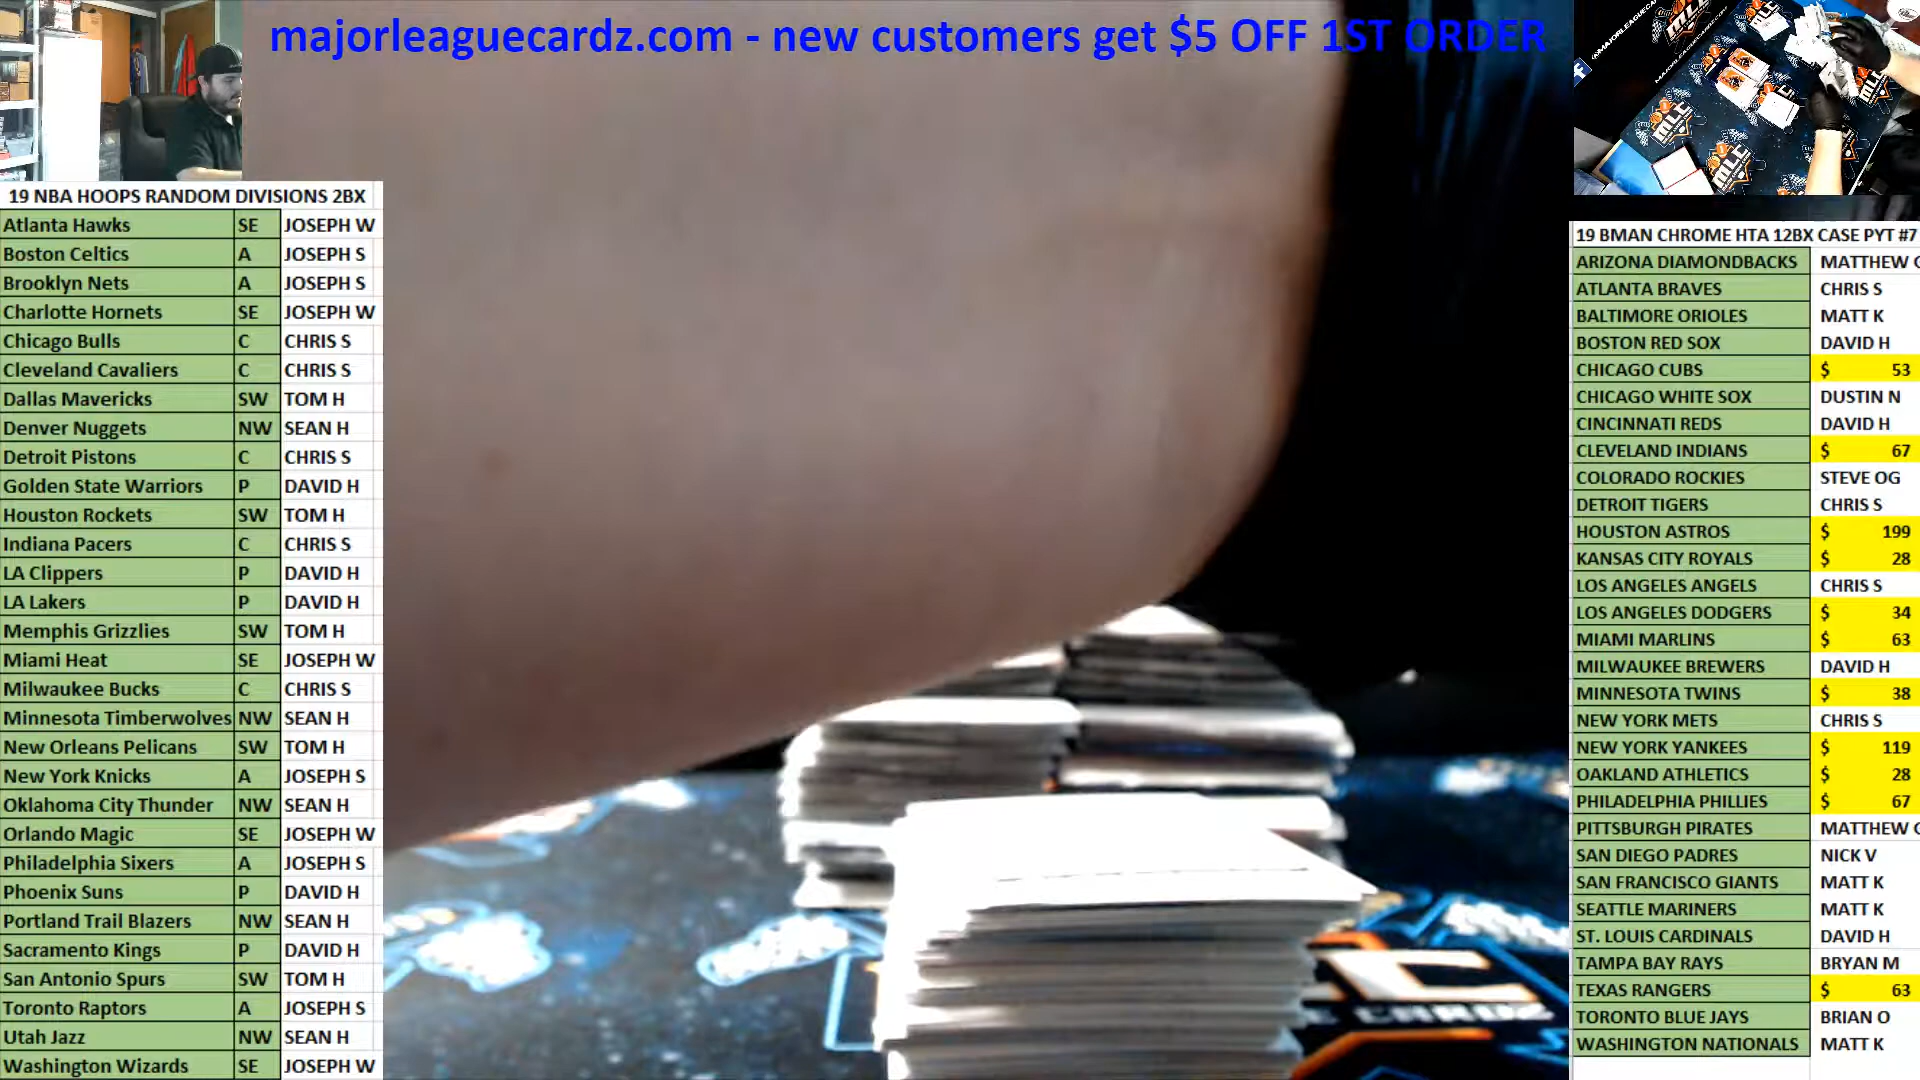 majorleaguecardz.com - new customers get $5 OFF 1ST ORDER
19 NBA HOOPS RANDOM DIVISIONS 2BX
Atlanta Hawks SE JOSEPH W
Boston Celtics A JOSEPH S
Brooklyn Nets A JOSEPH S
Charlotte Hornets SE JOSEPH W
Chicago Bulls C CHRIS S
Cleveland Cavaliers C CHRIS S
Dallas Mavericks SW TOM H
Denver Nuggets NW SEAN H
Detroit Pistons C CHRIS S
Golden State Warriors P DAVID H
Houston Rockets SW TOM H
Indiana Pacers C CHRIS S
LA Clippers P DAVID H
LA Lakers P DAVID H
Memphis Grizzlies SW TOM H
Miami Heat SE JOSEPH W
Milwaukee Bucks C CHRIS S
Minnesota Timberwolves NW SEAN H
New Orleans Pelicans SW TOM H
New York Knicks A JOSEPH S
Oklahoma City Thunder NW SEAN H
Orlando Magic SE JOSEPH W
Philadelphia Sixers A JOSEPH S
Phoenix Suns P DAVID H
Portland Trail Blazers NW SEAN H
Sacramento Kings P DAVID H
San Antonio Spurs SW TOM H
Toronto Raptors A JOSEPH S
Utah Jazz NW SEAN H
Washington Wizards SE JOSEPH W
19 BMAN CHROME HTA 12BX CASE PYT #7
ARIZONA DIAMONDBACKS MATTHEW
ATLANTA BRAVES CHRIS S
BALTIMORE ORIOLES MATT K
BOSTON RED SOX DAVID H
CHICAGO CUBS $ 53
CHICAGO WHITE SOX DUSTIN N
CINCINNATI REDS DAVID H
CLEVELAND INDIANS $ 67
COLORADO ROCKIES STEVE OG
DETROIT TIGERS CHRIS S
HOUSTON ASTROS $ 199
KANSAS CITY ROYALS $ 28
LOS ANGELES ANGELS CHRIS S
LOS ANGELES DODGERS $ 34
MIAMI MARLINS $ 63
MILWAUKEE BREWERS DAVID H
MINNESOTA TWINS $ 38
NEW YORK METS CHRIS S
NEW YORK YANKEES $ 119
OAKLAND ATHLETICS $ 28
PHILADELPHIA PHILLIES $ 67
PITTSBURGH PIRATES MATTHEW
SAN DIEGO PADRES NICK V
SAN FRANCISCO GIANTS MATT K
SEATTLE MARINERS MATT K
ST. LOUIS CARDINALS DAVID H
TAMPA BAY RAYS BRYAN M
TEXAS RANGERS $ 63
TORONTO BLUE JAYS BRIAN O
WASHINGTON NATIONALS MATT K